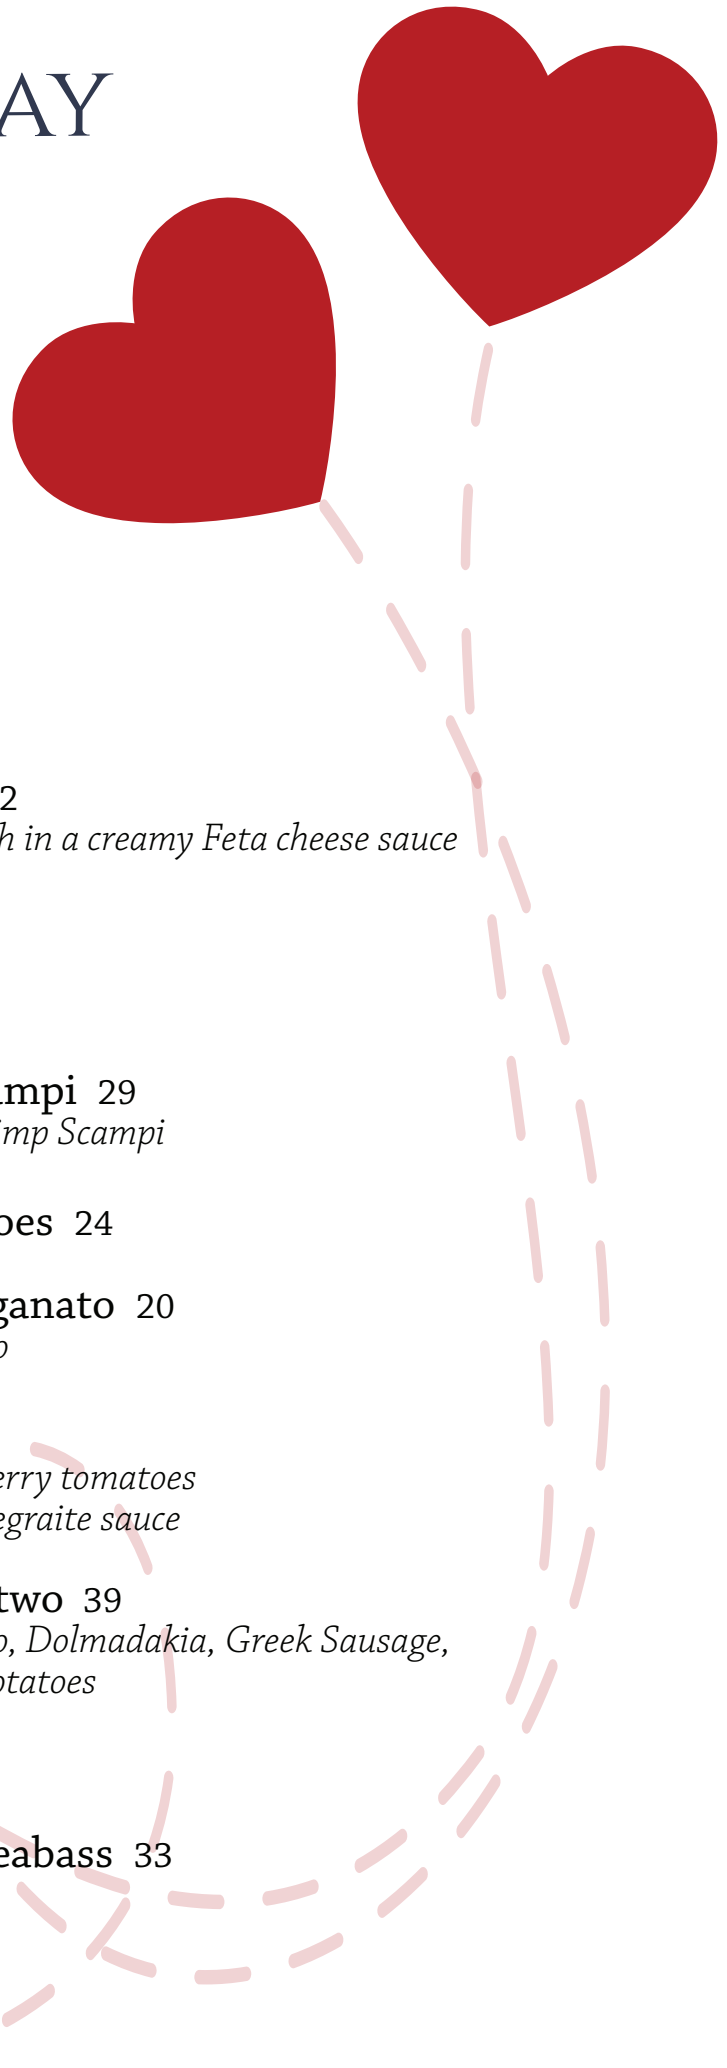 AY
2
h in a creamy Feta cheese sauce
mpi 29
imp Scampi
oes 24
ganato 20
o
erry tomatoes
egraite sauce
two 39
o, Dolmadakia, Greek Sausage,
otatoes
eabass 33